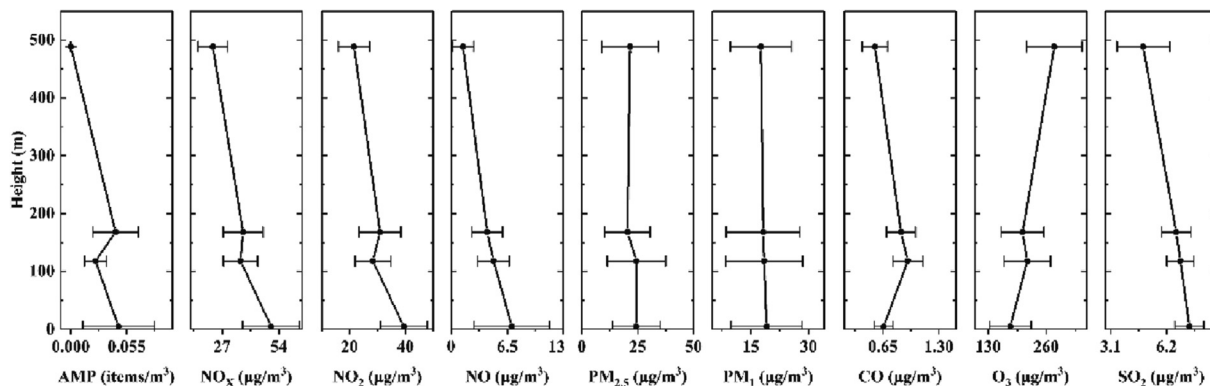 500
400
300
200
100
0
Height (m)
0.000 0.055
AMP (items/m³)
27 54
NOX (μg/m³)
20 40
NO2 (μg/m³)
0 6.5 13
NO (μg/m³)
0 25 50
PM2.5 (μg/m³)
15 30
PM1 (μg/m³)
0.65 1.30
CO (μg/m³)
130 260
O3 (μg/m³)
3.1 6.2
SO2 (μg/m³)